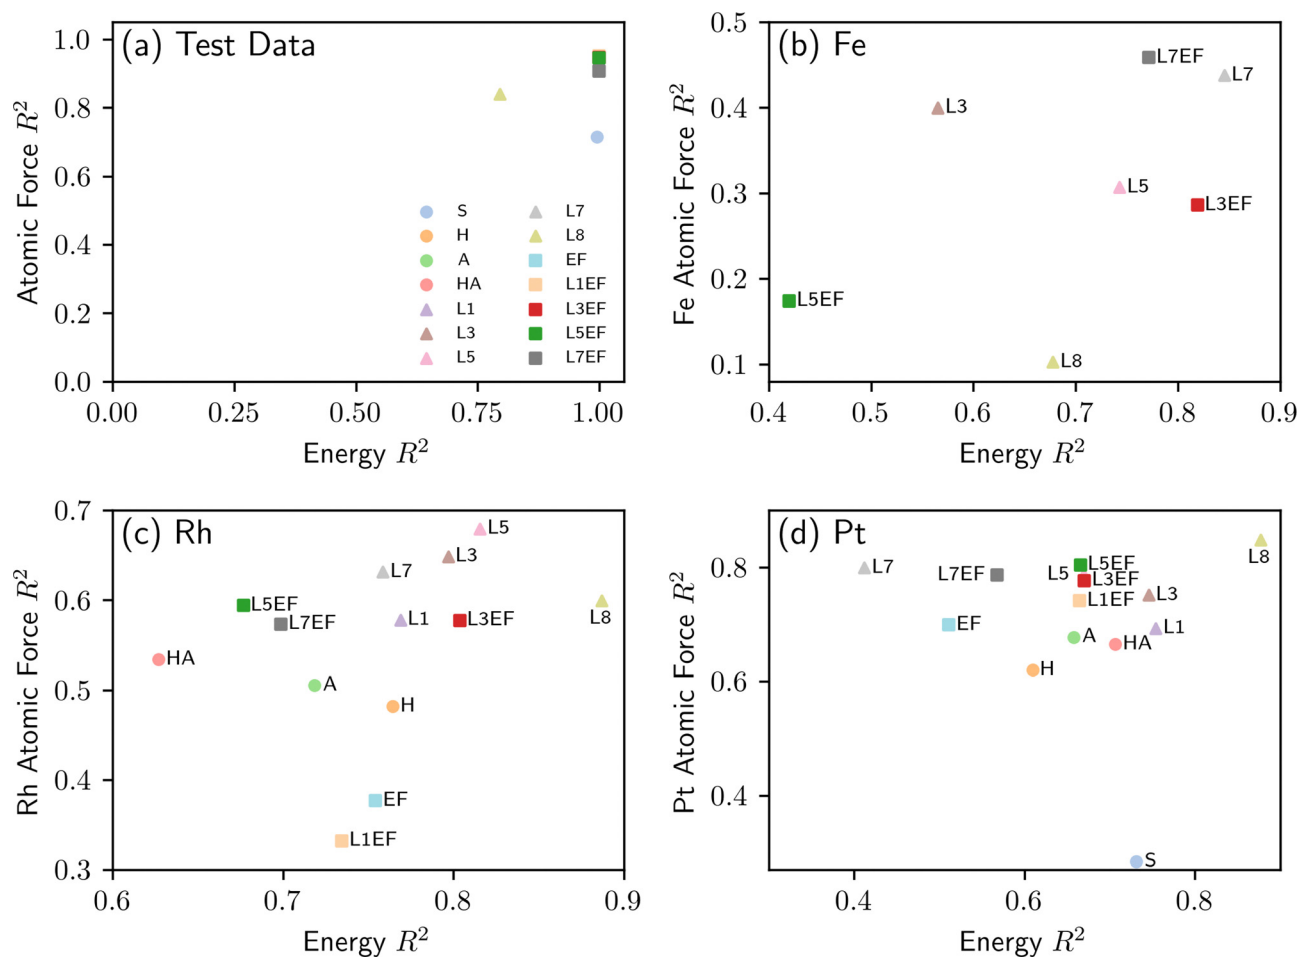 (a) Test Data
Atomic Force R²
1.0
0.8
0.6
0.4
0.2
0.0
S
H
A
HA
L1
L3
L5
L7
L8
EF
L1EF
L3EF
L5EF
L7EF
0.00 0.25 0.50 0.75 1.00
Energy R²
(b) Fe
Fe Atomic Force R²
0.5
0.4
0.3
0.2
0.1
L7EF
L7
L3
L5
L3EF
L5EF
L8
0.4 0.5 0.6 0.7 0.8 0.9
Energy R²
(c) Rh
Rh Atomic Force R²
0.7
0.6
0.5
0.4
0.3
L5
L3
L7
L5EF
L8
L7EF
L1
L3EF
HA
A
H
EF
L1EF
0.6 0.7 0.8 0.9
Energy R²
(d) Pt
Pt Atomic Force R²
0.8
0.6
0.4
L8
L7
L7EF
L5
L5EF
L3EF
L1EF
L3
EF
A
HA
L1
H
S
0.4 0.6 0.8
Energy R²